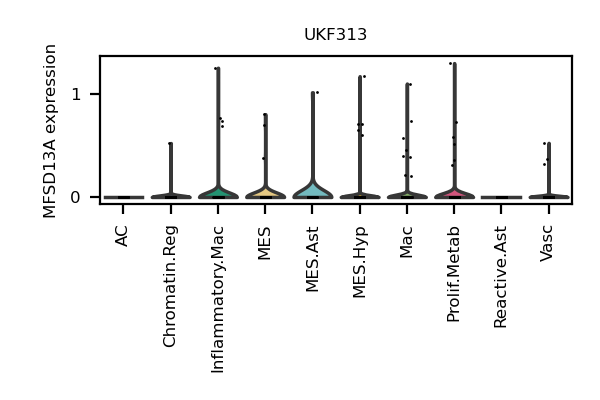 UKF313
MFSD13A expression
1
0
AC
Chromatin.Reg
Inflammatory.Mac
MES
MES.Ast
MES.Hyp
Mac
Prolif.Metab
Reactive.Ast
Vasc